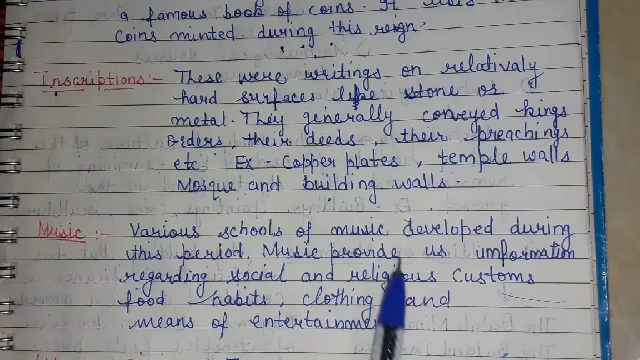 a famous book of coins. It
Coins minted during this reign.
Inscriptions :- These were writings on relativaly
hard surfaces like stone or
metal. They generally conveyed kings
orders, their deeds, their preachings
etc. Ex - Copper plates, temple walls
Mosque and building walls.
Music :- Various schools of music developed during
this period. Music provide us imformation
regarding social and religious Customs
food habits, clothing and
means of